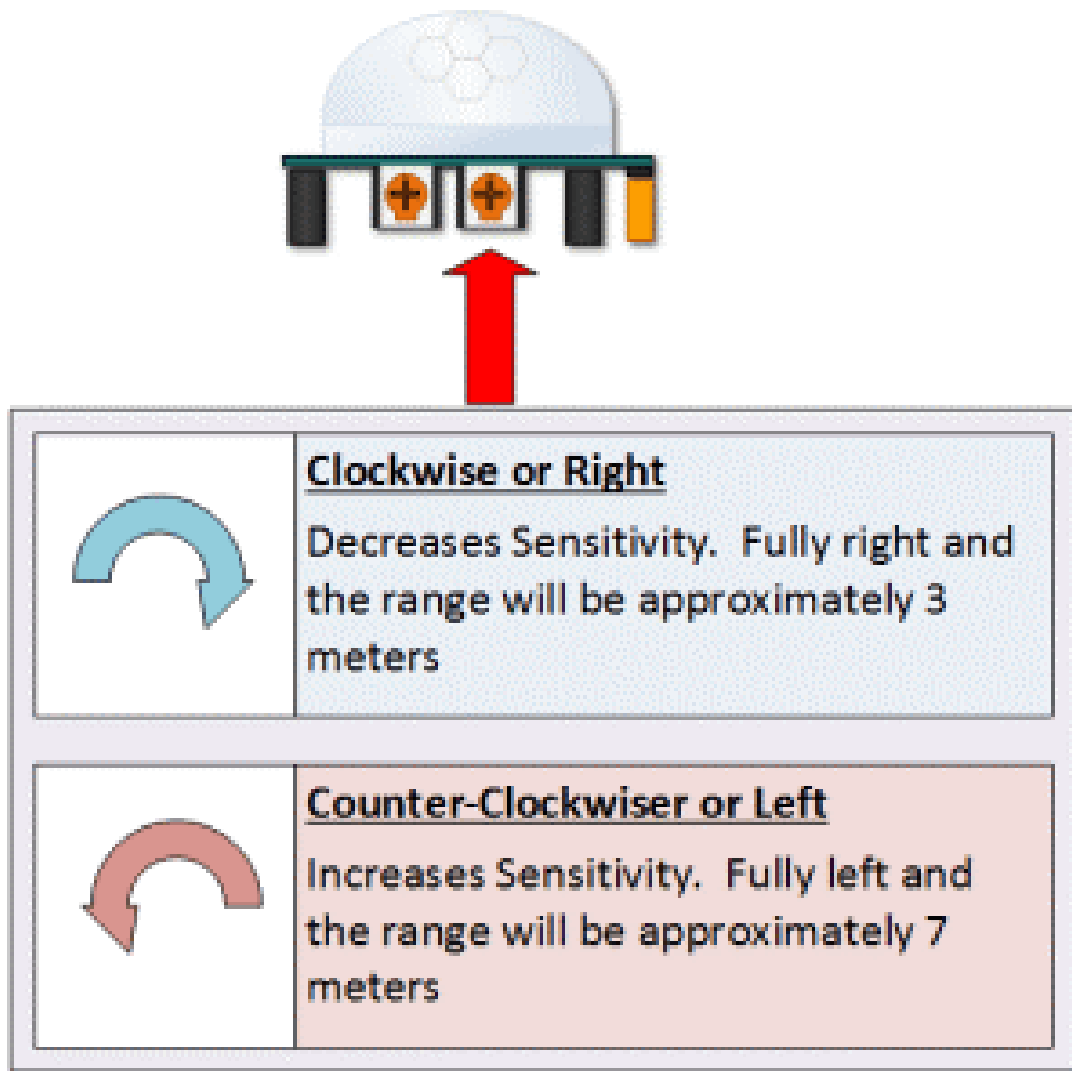 Clockwise or Right
Decreases Sensitivity.  Fully right and
the range will be approximately 3
meters
Counter-Clockwiser or Left
Increases Sensitivity.  Fully left and
the range will be approximately 7
meters